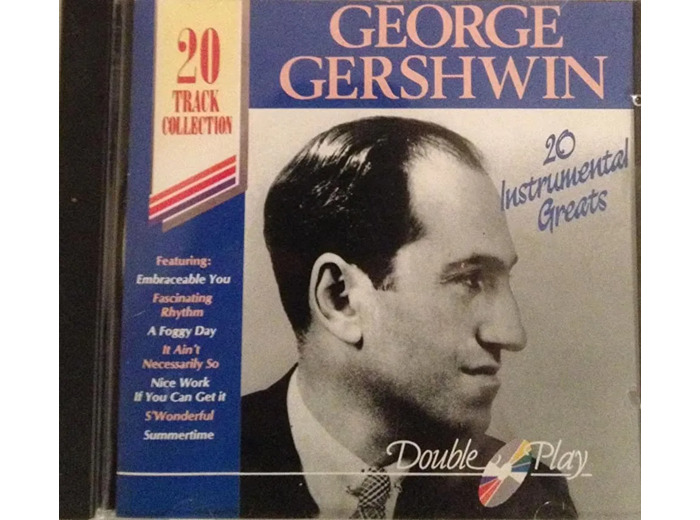 GEORGE
GERSHWIN
20
TRACK
COLLECTION
20
Instrumental
Greats
Featuring:
Embraceable You
Fascinating
Rhythm
A Foggy Day
It Ain't
Necessarily So
Nice Work
If You Can Get it
S'Wonderful
Summertime
Double Play